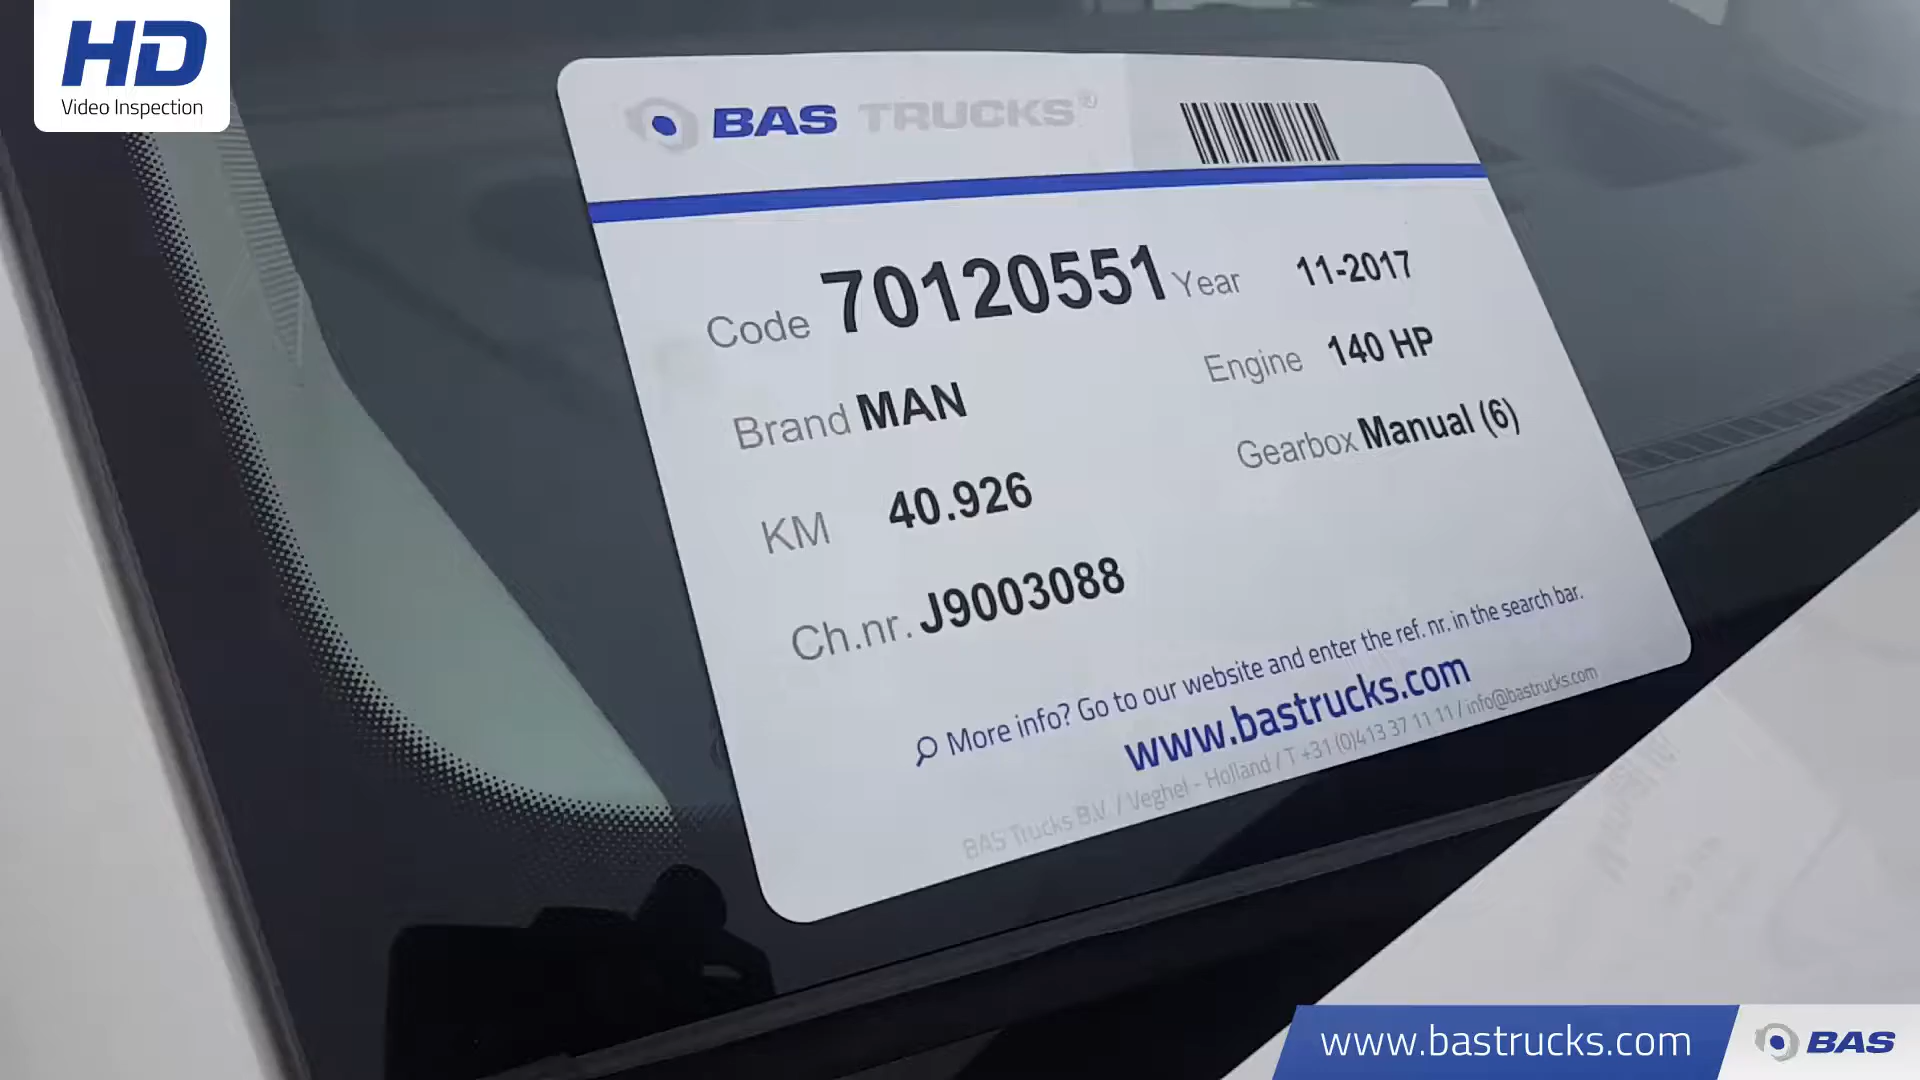 HD
Video Inspection
BAS TRUCKS®
Code 70120551 Year 11-2017
Brand MAN Engine 140 HP
KM 40.926 Gearbox Manual (6)
Ch.nr. J9003088
More info? Go to our website and enter the ref. nr. in the search bar.
www.bastrucks.com
BAS Trucks B.V. / Veghel - Holland / T +31 (0)413 37 11 11 / info@bastrucks.com
www.bastrucks.com BAS